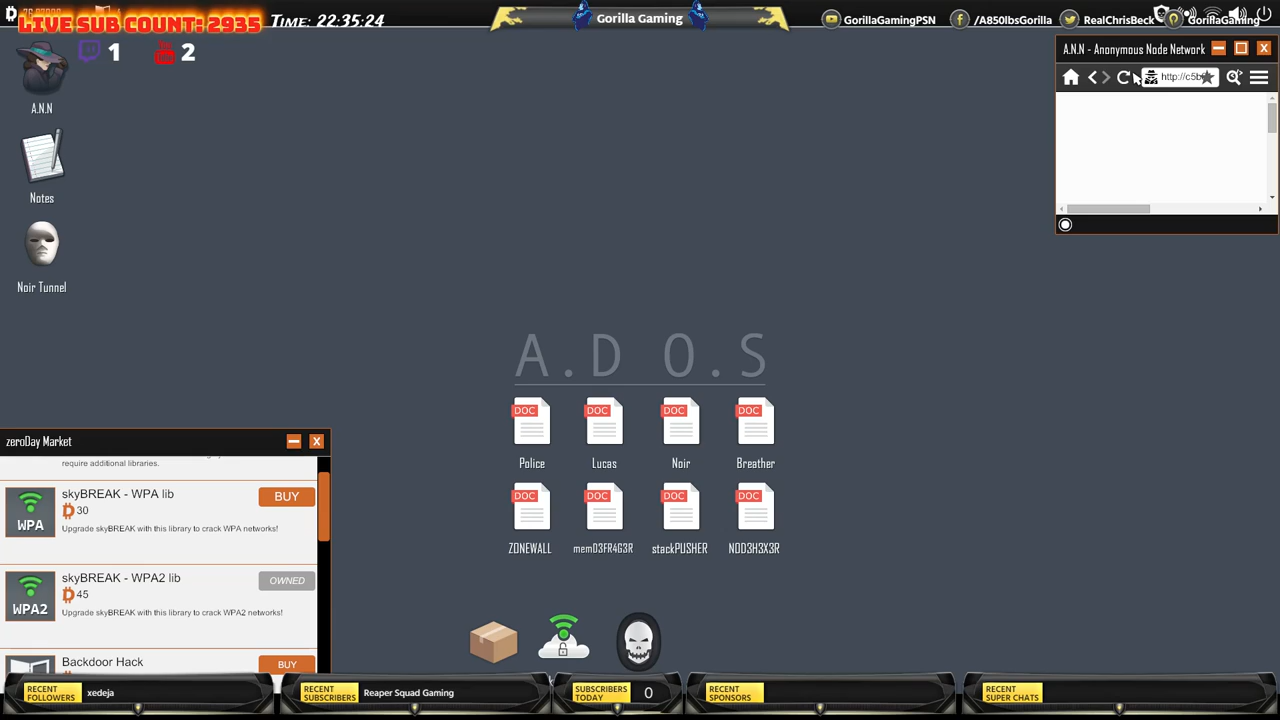 LIVE SUB COUNT: 2935
TIME: 22:35:24
Gorilla Gaming
GorillaGamingPSN
/A850lbsGorilla
RealChrisBeck
GorillaGaming
1
2
A.N.N
Notes
Noir Tunnel
A.N.N - Anonymous Node Network
http://c5b
A.D O.S
DOC
DOC
DOC
DOC
Police
Lucas
Noir
Breather
DOC
DOC
DOC
DOC
ZONEWALL
memD3FR4G3R
stackPUSHER
NOD3H3X3R
zeroDay Market
X
require additional libraries.
skyBREAK - WPA lib
BUY
30
WPA
Upgrade skyBREAK with this library to crack WPA networks!
skyBREAK - WPA2 lib
OWNED
45
WPA2
Upgrade skyBREAK with this library to crack WPA2 networks!
Backdoor Hack
BUY
RECENT FOLLOWERS
xedeja
RECENT SUBSCRIBERS
Reaper Squad Gaming
SUBSCRIBERS TODAY
0
RECENT SPONSORS
RECENT SUPER CHATS